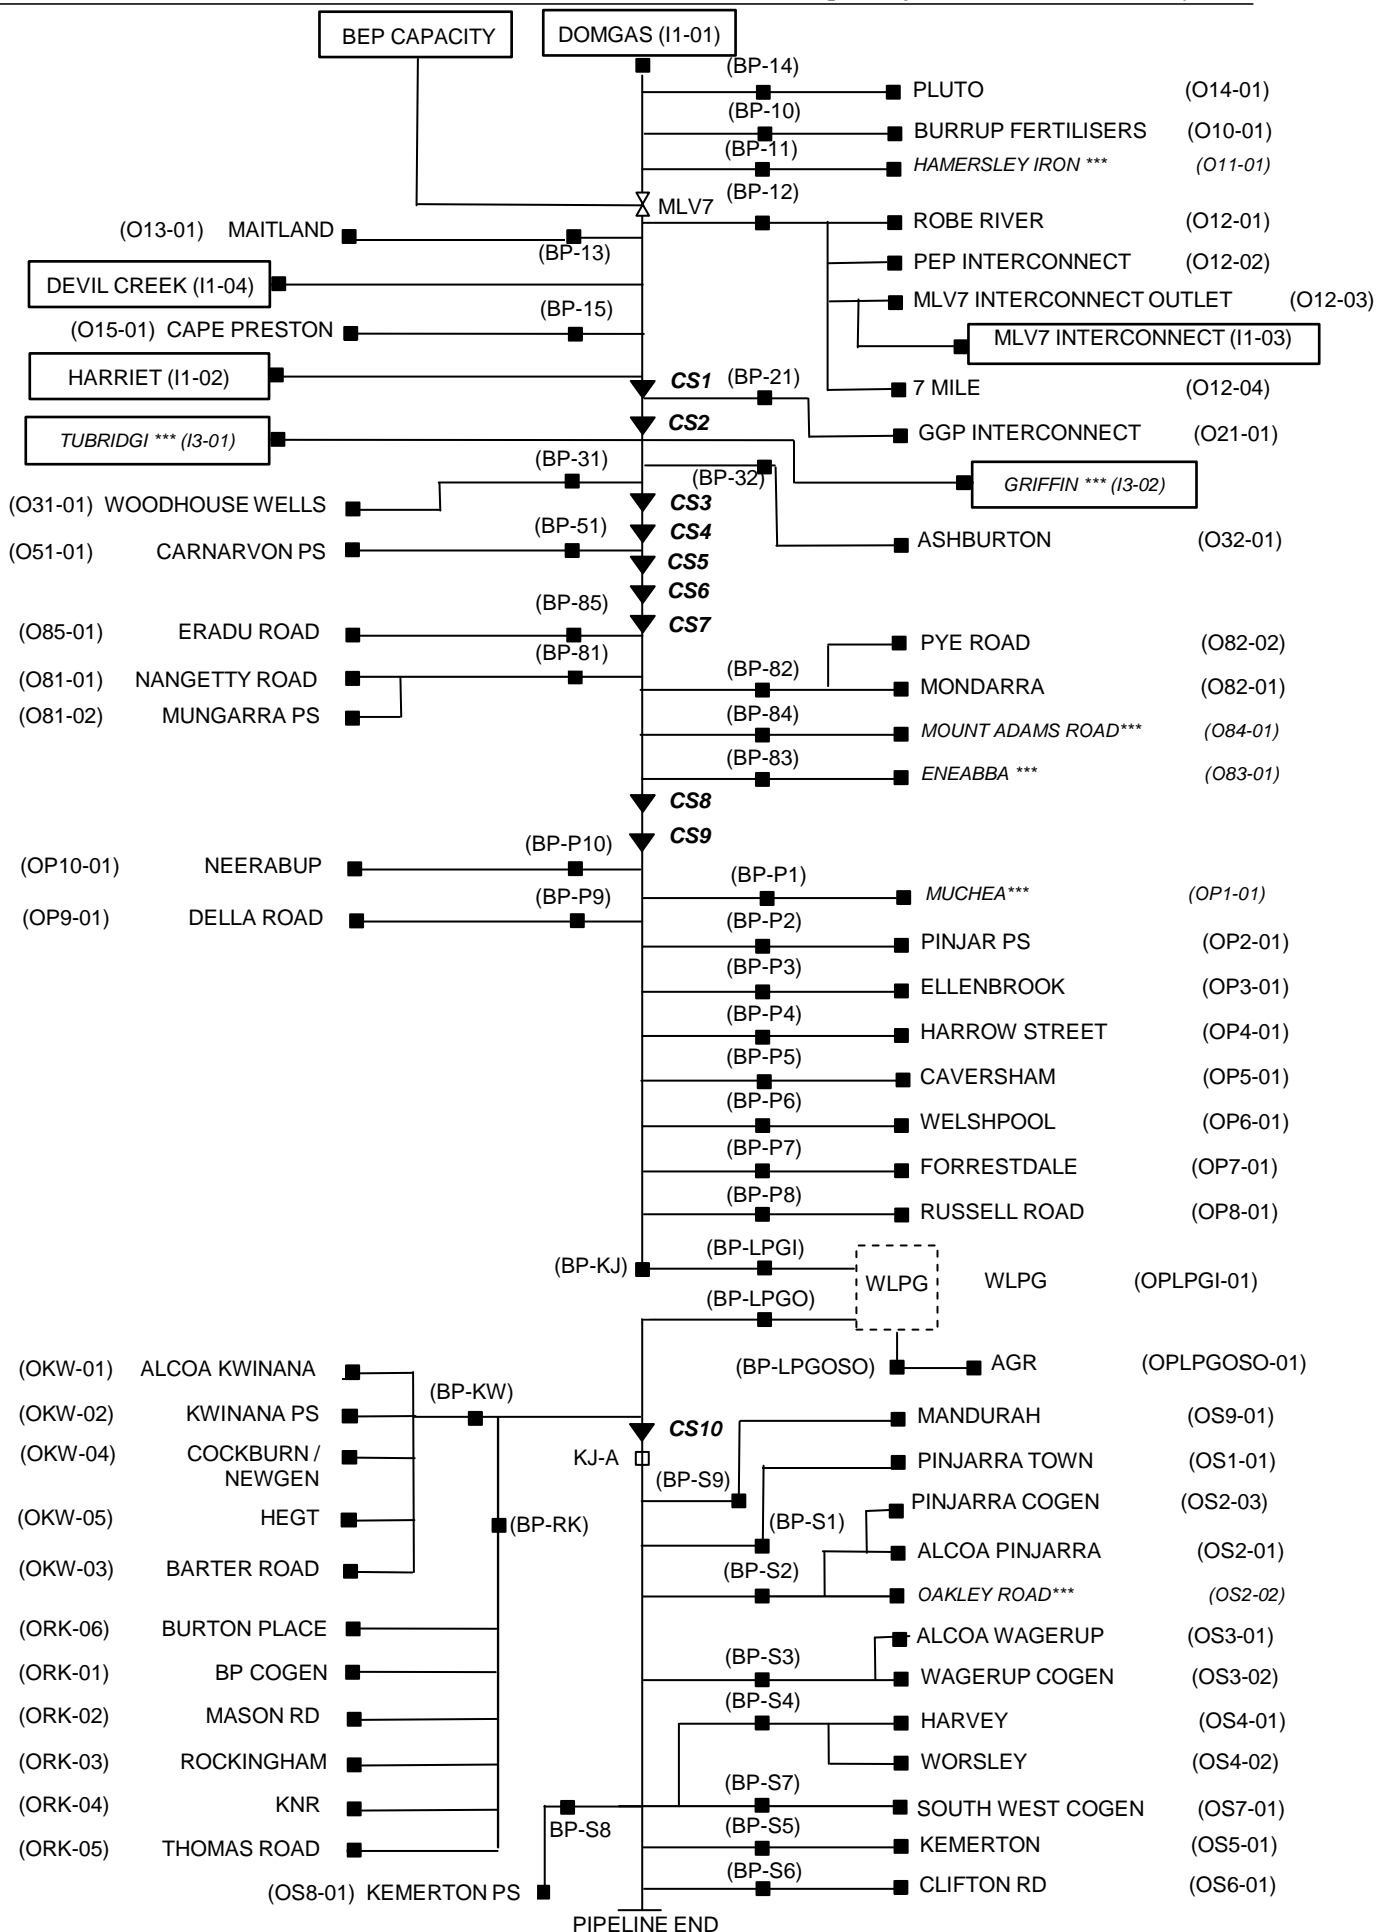 BEP CAPACITY
DOMGAS (I1-01)
(BP-14)
PLUTO (O14-01)
(BP-10)
BURRUP FERTILISERS (O10-01)
(BP-11)
HAMERSLEY IRON *** (O11-01)
(BP-12)
MLV7
ROBE RIVER (O12-01)
(O13-01) MAITLAND
(BP-13)
PEP INTERCONNECT (O12-02)
DEVIL CREEK (I1-04)
MLV7 INTERCONNECT OUTLET (O12-03)
(BP-15)
(O15-01) CAPE PRESTON
MLV7 INTERCONNECT (I1-03)
HARRIET (I1-02)
CS1 (BP-21)
7 MILE (O12-04)
CS2
TUBRIDGI *** (I3-01)
GGP INTERCONNECT (O21-01)
(BP-31)
(BP-32)
GRIFFIN *** (I3-02)
(O31-01) WOODHOUSE WELLS
CS3
(BP-51)
CS4
(O51-01) CARNARVON PS
ASHBURTON (O32-01)
CS5
CS6
(BP-85)
CS7
(O85-01) ERADU ROAD
PYE ROAD (O82-02)
(BP-81)
(BP-82)
(O81-01) NANGETTY ROAD
MONDARRA (O82-01)
(O81-02) MUNGARRA PS
(BP-84)
MOUNT ADAMS ROAD*** (O84-01)
(BP-83)
ENEABBA *** (O83-01)
CS8
CS9
(BP-P10)
(OP10-01) NEERABUP
(BP-P1)
MUCHEA*** (OP1-01)
(BP-P9)
(OP9-01) DELLA ROAD
(BP-P2)
PINJAR PS (OP2-01)
(BP-P3)
ELLENBROOK (OP3-01)
(BP-P4)
HARROW STREET (OP4-01)
(BP-P5)
CAVERSHAM (OP5-01)
(BP-P6)
WELSHPOOL (OP6-01)
(BP-P7)
FORRESTDALE (OP7-01)
(BP-P8)
RUSSELL ROAD (OP8-01)
(BP-LPGI)
(BP-KJ)
WLPG
WLPG (OPLPGI-01)
(BP-LPGO)
(BP-LPGOSO)
AGR (OPLPGOSO-01)
(OKW-01) ALCOA KWINANA
(BP-KW)
(OKW-02) KWINANA PS
MANDURAH (OS9-01)
CS10
(OKW-04) COCKBURN /
NEWGEN
KJ-A
PINJARRA TOWN (OS1-01)
(BP-S9)
PINJARRA COGEN (OS2-03)
(OKW-05) HEGT
(BP-RK)
(BP-S1)
ALCOA PINJARRA (OS2-01)
(OKW-03) BARTER ROAD
(BP-S2)
OAKLEY ROAD*** (OS2-02)
(ORK-06) BURTON PLACE
ALCOA WAGERUP (OS3-01)
(BP-S3)
(ORK-01) BP COGEN
WAGERUP COGEN (OS3-02)
(BP-S4)
(ORK-02) MASON RD
HARVEY (OS4-01)
(ORK-03) ROCKINGHAM
WORSLEY (OS4-02)
(BP-S7)
(ORK-04) KNR
SOUTH WEST COGEN (OS7-01)
BP-S8
(BP-S5)
(ORK-05) THOMAS ROAD
KEMERTON (OS5-01)
(BP-S6)
(OS8-01) KEMERTON PS
CLIFTON RD (OS6-01)
PIPELINE END